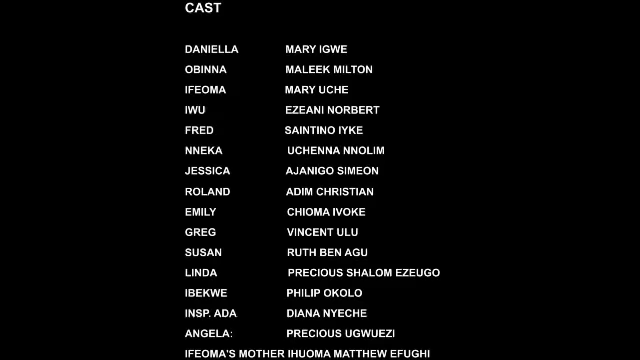 CAST
DANIELLA MARY IGWE
OBINNA MALEEK MILTON
IFEOMA MARY UCHE
IWU EZEANI NORBERT
FRED SAINTINO IYKE
NNEKA UCHENNA NNOLIM
JESSICA AJANIGO SIMEON
ROLAND ADIM CHRISTIAN
EMILY CHIOMA IVOKE
GREG VINCENT ULU
SUSAN RUTH BEN AGU
LINDA PRECIOUS SHALOM EZEUGO
IBEKWE PHILIP OKOLO
INSP. ADA DIANA NYECHE
ANGELA: PRECIOUS UGWUEZI
IFEOMA'S MOTHER IHUOMA MATTHEW EFUGHI